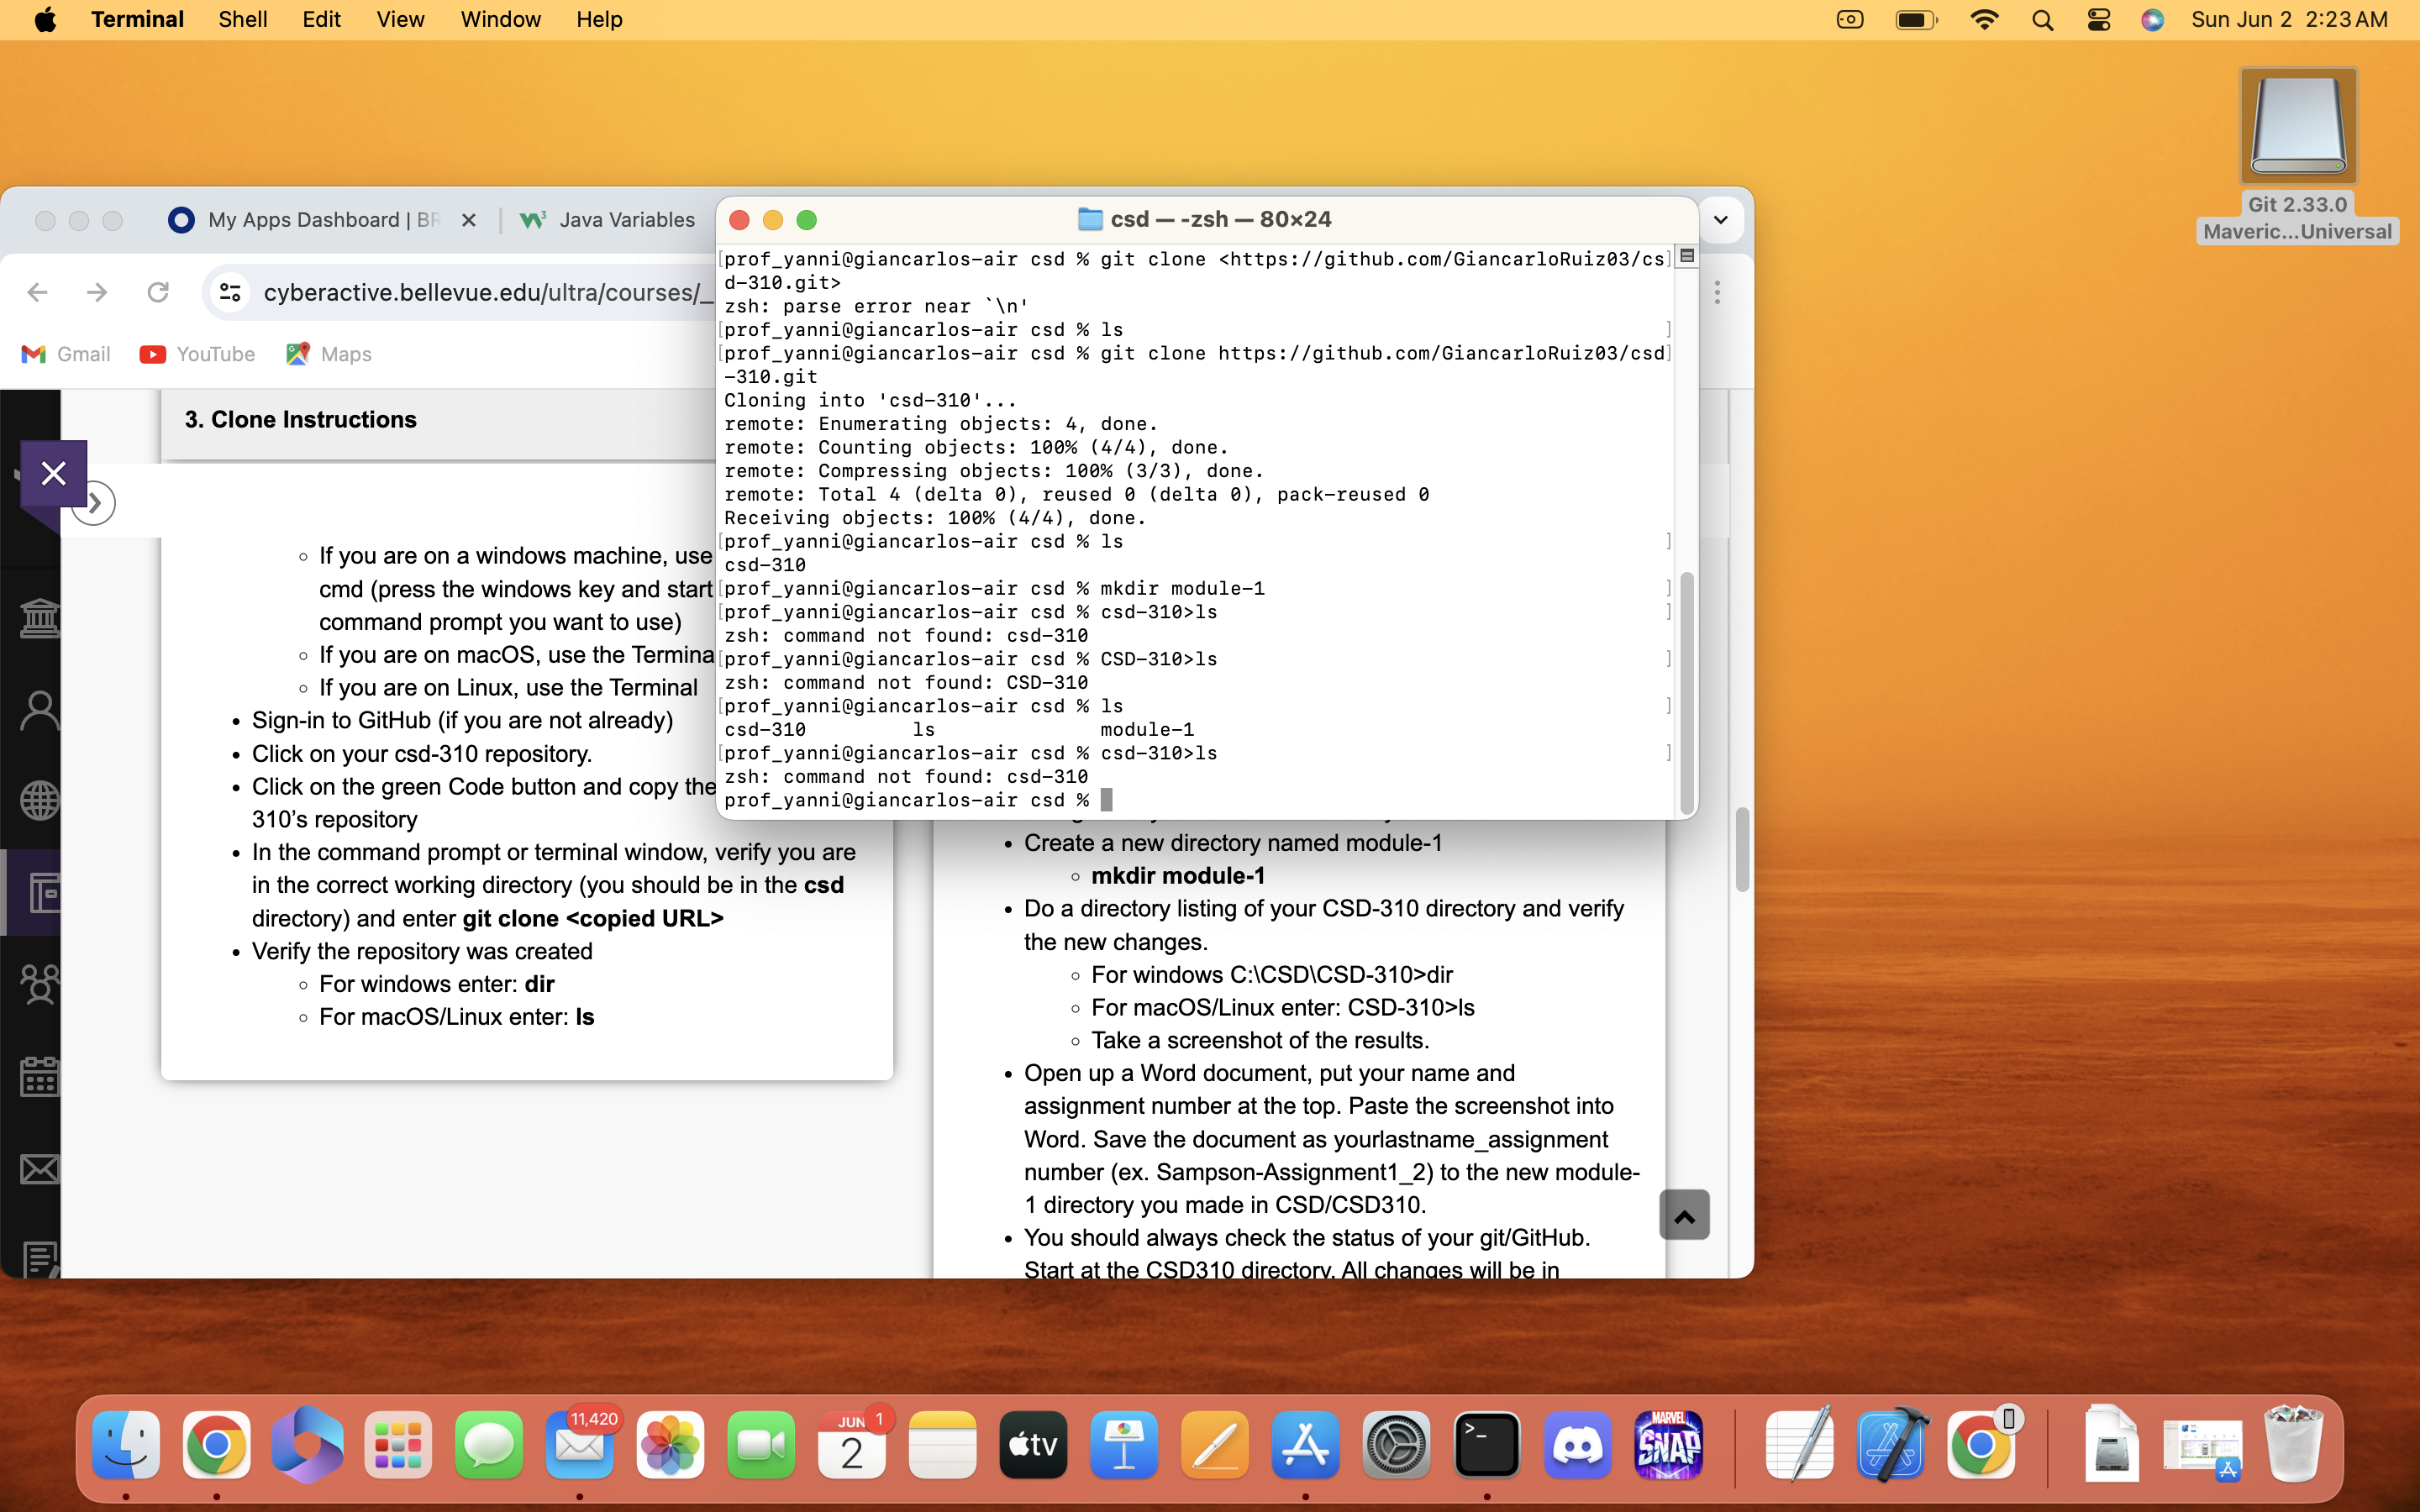 Terminal Shell Edit View Window Help
Sun Jun 2 2:23 AM
Git 2.33.0
Maveric...Universal
My Apps Dashboard | BR
Java Variables
cyberactive.bellevue.edu/ultra/courses/_
Gmail YouTube Maps
3. Clone Instructions
If you are on a windows machine, use
cmd (press the windows key and start
command prompt you want to use)
If you are on macOS, use the Termina
If you are on Linux, use the Terminal
Sign-in to GitHub (if you are not already)
Click on your csd-310 repository.
Click on the green Code button and copy the
310's repository
In the command prompt or terminal window, verify you are
in the correct working directory (you should be in the csd
directory) and enter git clone <copied URL>
Verify the repository was created
For windows enter: dir
For macOS/Linux enter: ls
csd — -zsh — 80×24
[prof_yanni@giancarlos-air csd % git clone <https://github.com/GiancarloRuiz03/cs]
d-310.git>
zsh: parse error near `\n'
[prof_yanni@giancarlos-air csd % ls ]
[prof_yanni@giancarlos-air csd % git clone https://github.com/GiancarloRuiz03/csd]
-310.git
Cloning into 'csd-310'...
remote: Enumerating objects: 4, done.
remote: Counting objects: 100% (4/4), done.
remote: Compressing objects: 100% (3/3), done.
remote: Total 4 (delta 0), reused 0 (delta 0), pack-reused 0
Receiving objects: 100% (4/4), done.
[prof_yanni@giancarlos-air csd % ls ]
csd-310
[prof_yanni@giancarlos-air csd % mkdir module-1 ]
[prof_yanni@giancarlos-air csd % csd-310>ls ]
zsh: command not found: csd-310
[prof_yanni@giancarlos-air csd % CSD-310>ls ]
zsh: command not found: CSD-310
[prof_yanni@giancarlos-air csd % ls ]
csd-310 ls module-1
[prof_yanni@giancarlos-air csd % csd-310>ls ]
zsh: command not found: csd-310
prof_yanni@giancarlos-air csd %
Create a new directory named module-1
mkdir module-1
Do a directory listing of your CSD-310 directory and verify
the new changes.
For windows C:\CSD\CSD-310>dir
For macOS/Linux enter: CSD-310>ls
Take a screenshot of the results.
Open up a Word document, put your name and
assignment number at the top. Paste the screenshot into
Word. Save the document as yourlastname_assignment
number (ex. Sampson-Assignment1_2) to the new module-
1 directory you made in CSD/CSD310.
You should always check the status of your git/GitHub.
Start at the CSD310 directory. All changes will be in
11,420
JUN 1
2
tv
>_
MARVEL
SNAP